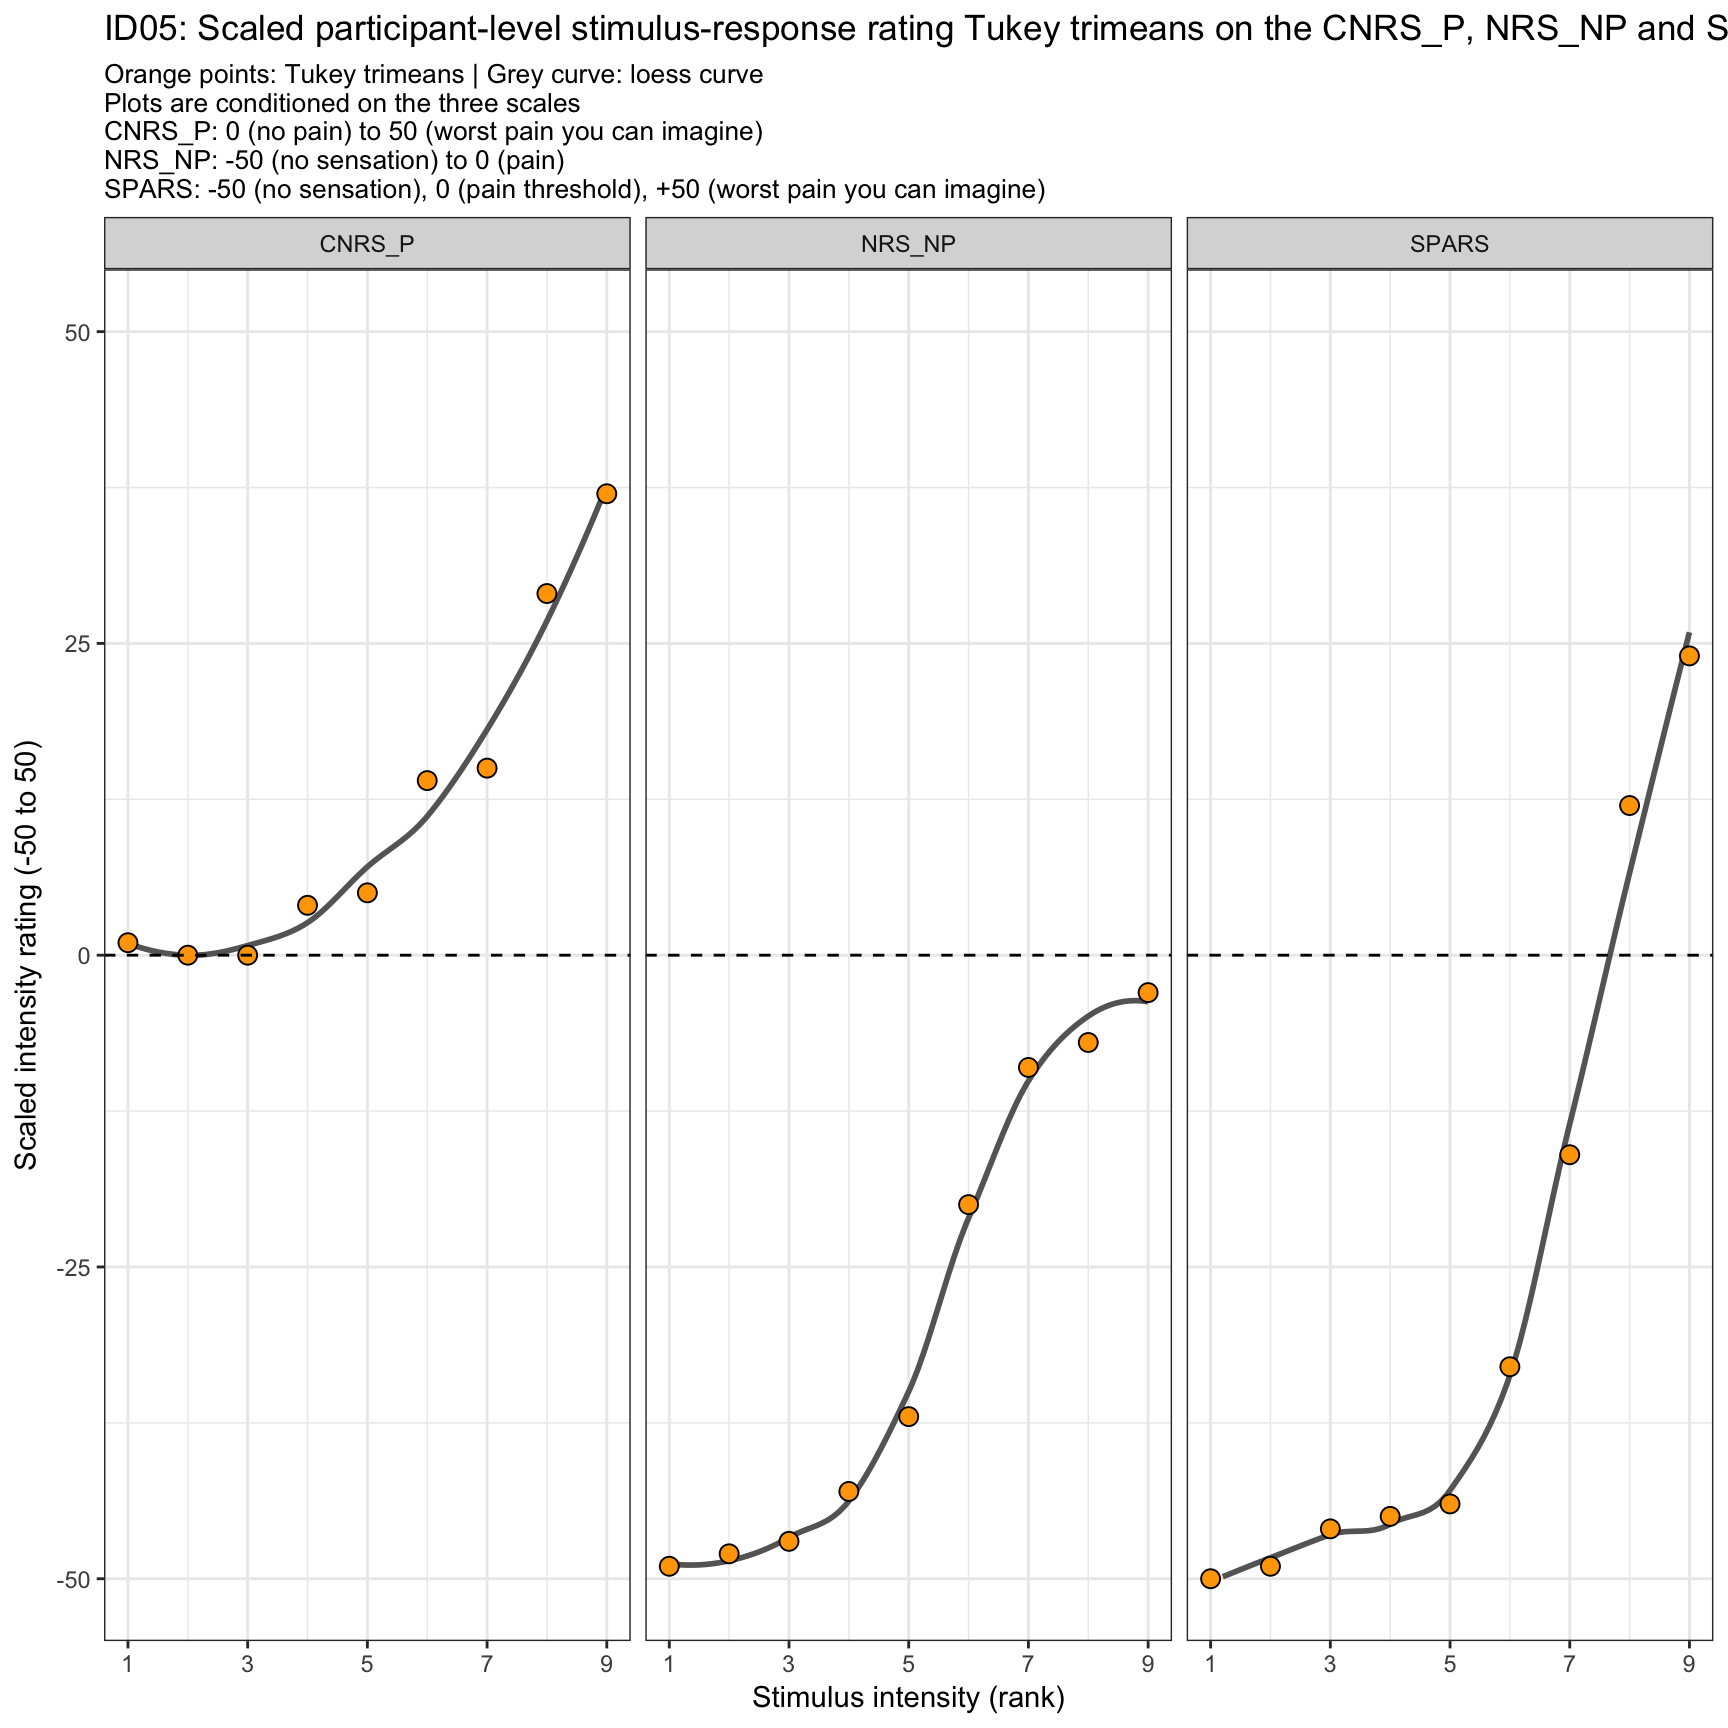 ID05: Scaled participant-level stimulus-response rating Tukey trimeans on the CNRS_P, NRS_NP and S
Orange points: Tukey trimeans | Grey curve: loess curve
Plots are conditioned on the three scales
CNRS_P: 0 (no pain) to 50 (worst pain you can imagine)
NRS_NP: -50 (no sensation) to 0 (pain)
SPARS: -50 (no sensation), 0 (pain threshold), +50 (worst pain you can imagine)
CNRS_P
NRS_NP
SPARS
50
25
0
-25
-50
Scaled intensity rating (-50 to 50)
1 3 5 7 9
1 3 5 7 9
1 3 5 7 9
Stimulus intensity (rank)